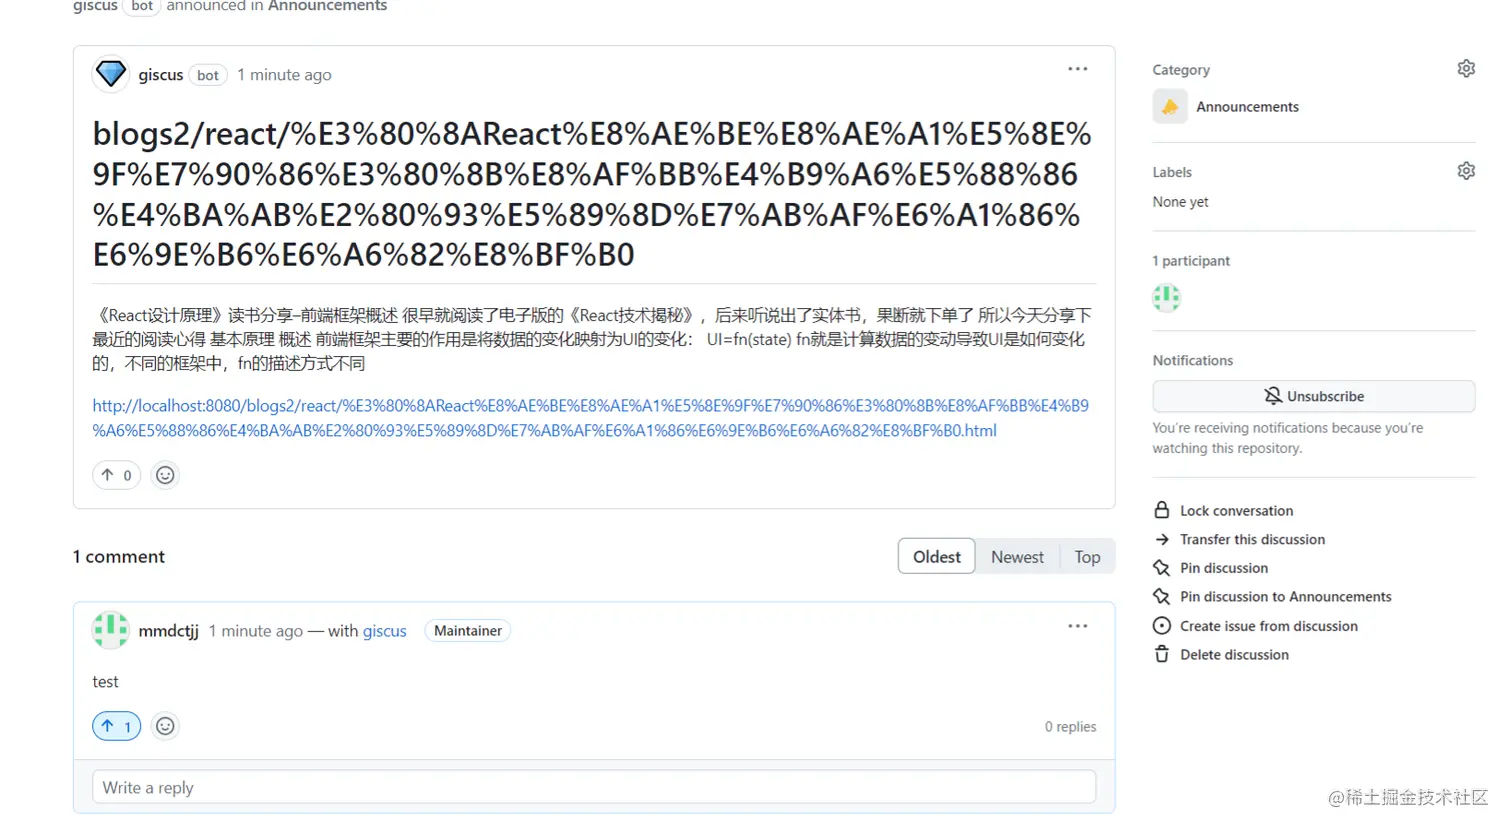 giscus bot announced in Announcements
giscus bot 1 minute ago
blogs2/react/%E3%80%8AReact%E8%AE%BE%E8%AE%A1%E5%8E%
9F%E7%90%86%E3%80%8B%E8%AF%BB%E4%B9%A6%E5%88%86
%E4%BA%AB%E2%80%93%E5%89%8D%E7%AB%AF%E6%A1%86%
E6%9E%B6%E6%A6%82%E8%BF%B0
《React设计原理》读书分享–前端框架概述 很早就阅读了电子版的《React技术揭秘》，后来听说出了实体书，果断就下单了 所以今天分享下
最近的阅读心得 基本原理 概述 前端框架主要的作用是将数据的变化映射为UI的变化： UI=fn(state) fn就是计算数据的变动导致UI是如何变化
的，不同的框架中，fn的描述方式不同
http://localhost:8080/blogs2/react/%E3%80%8AReact%E8%AE%BE%E8%AE%A1%E5%8E%9F%E7%90%86%E3%80%8B%E8%AF%BB%E4%B9
%A6%E5%88%86%E4%BA%AB%E2%80%93%E5%89%8D%E7%AB%AF%E6%A1%86%E6%9E%B6%E6%A6%82%E8%BF%B0.html
0
1 comment
Oldest Newest Top
mmdctjj 1 minute ago — with giscus Maintainer
test
1
0 replies
Write a reply
Category
Announcements
Labels
None yet
1 participant
Notifications
Unsubscribe
You're receiving notifications because you're
watching this repository.
Lock conversation
Transfer this discussion
Pin discussion
Pin discussion to Announcements
Create issue from discussion
Delete discussion
@稀土掘金技术社区